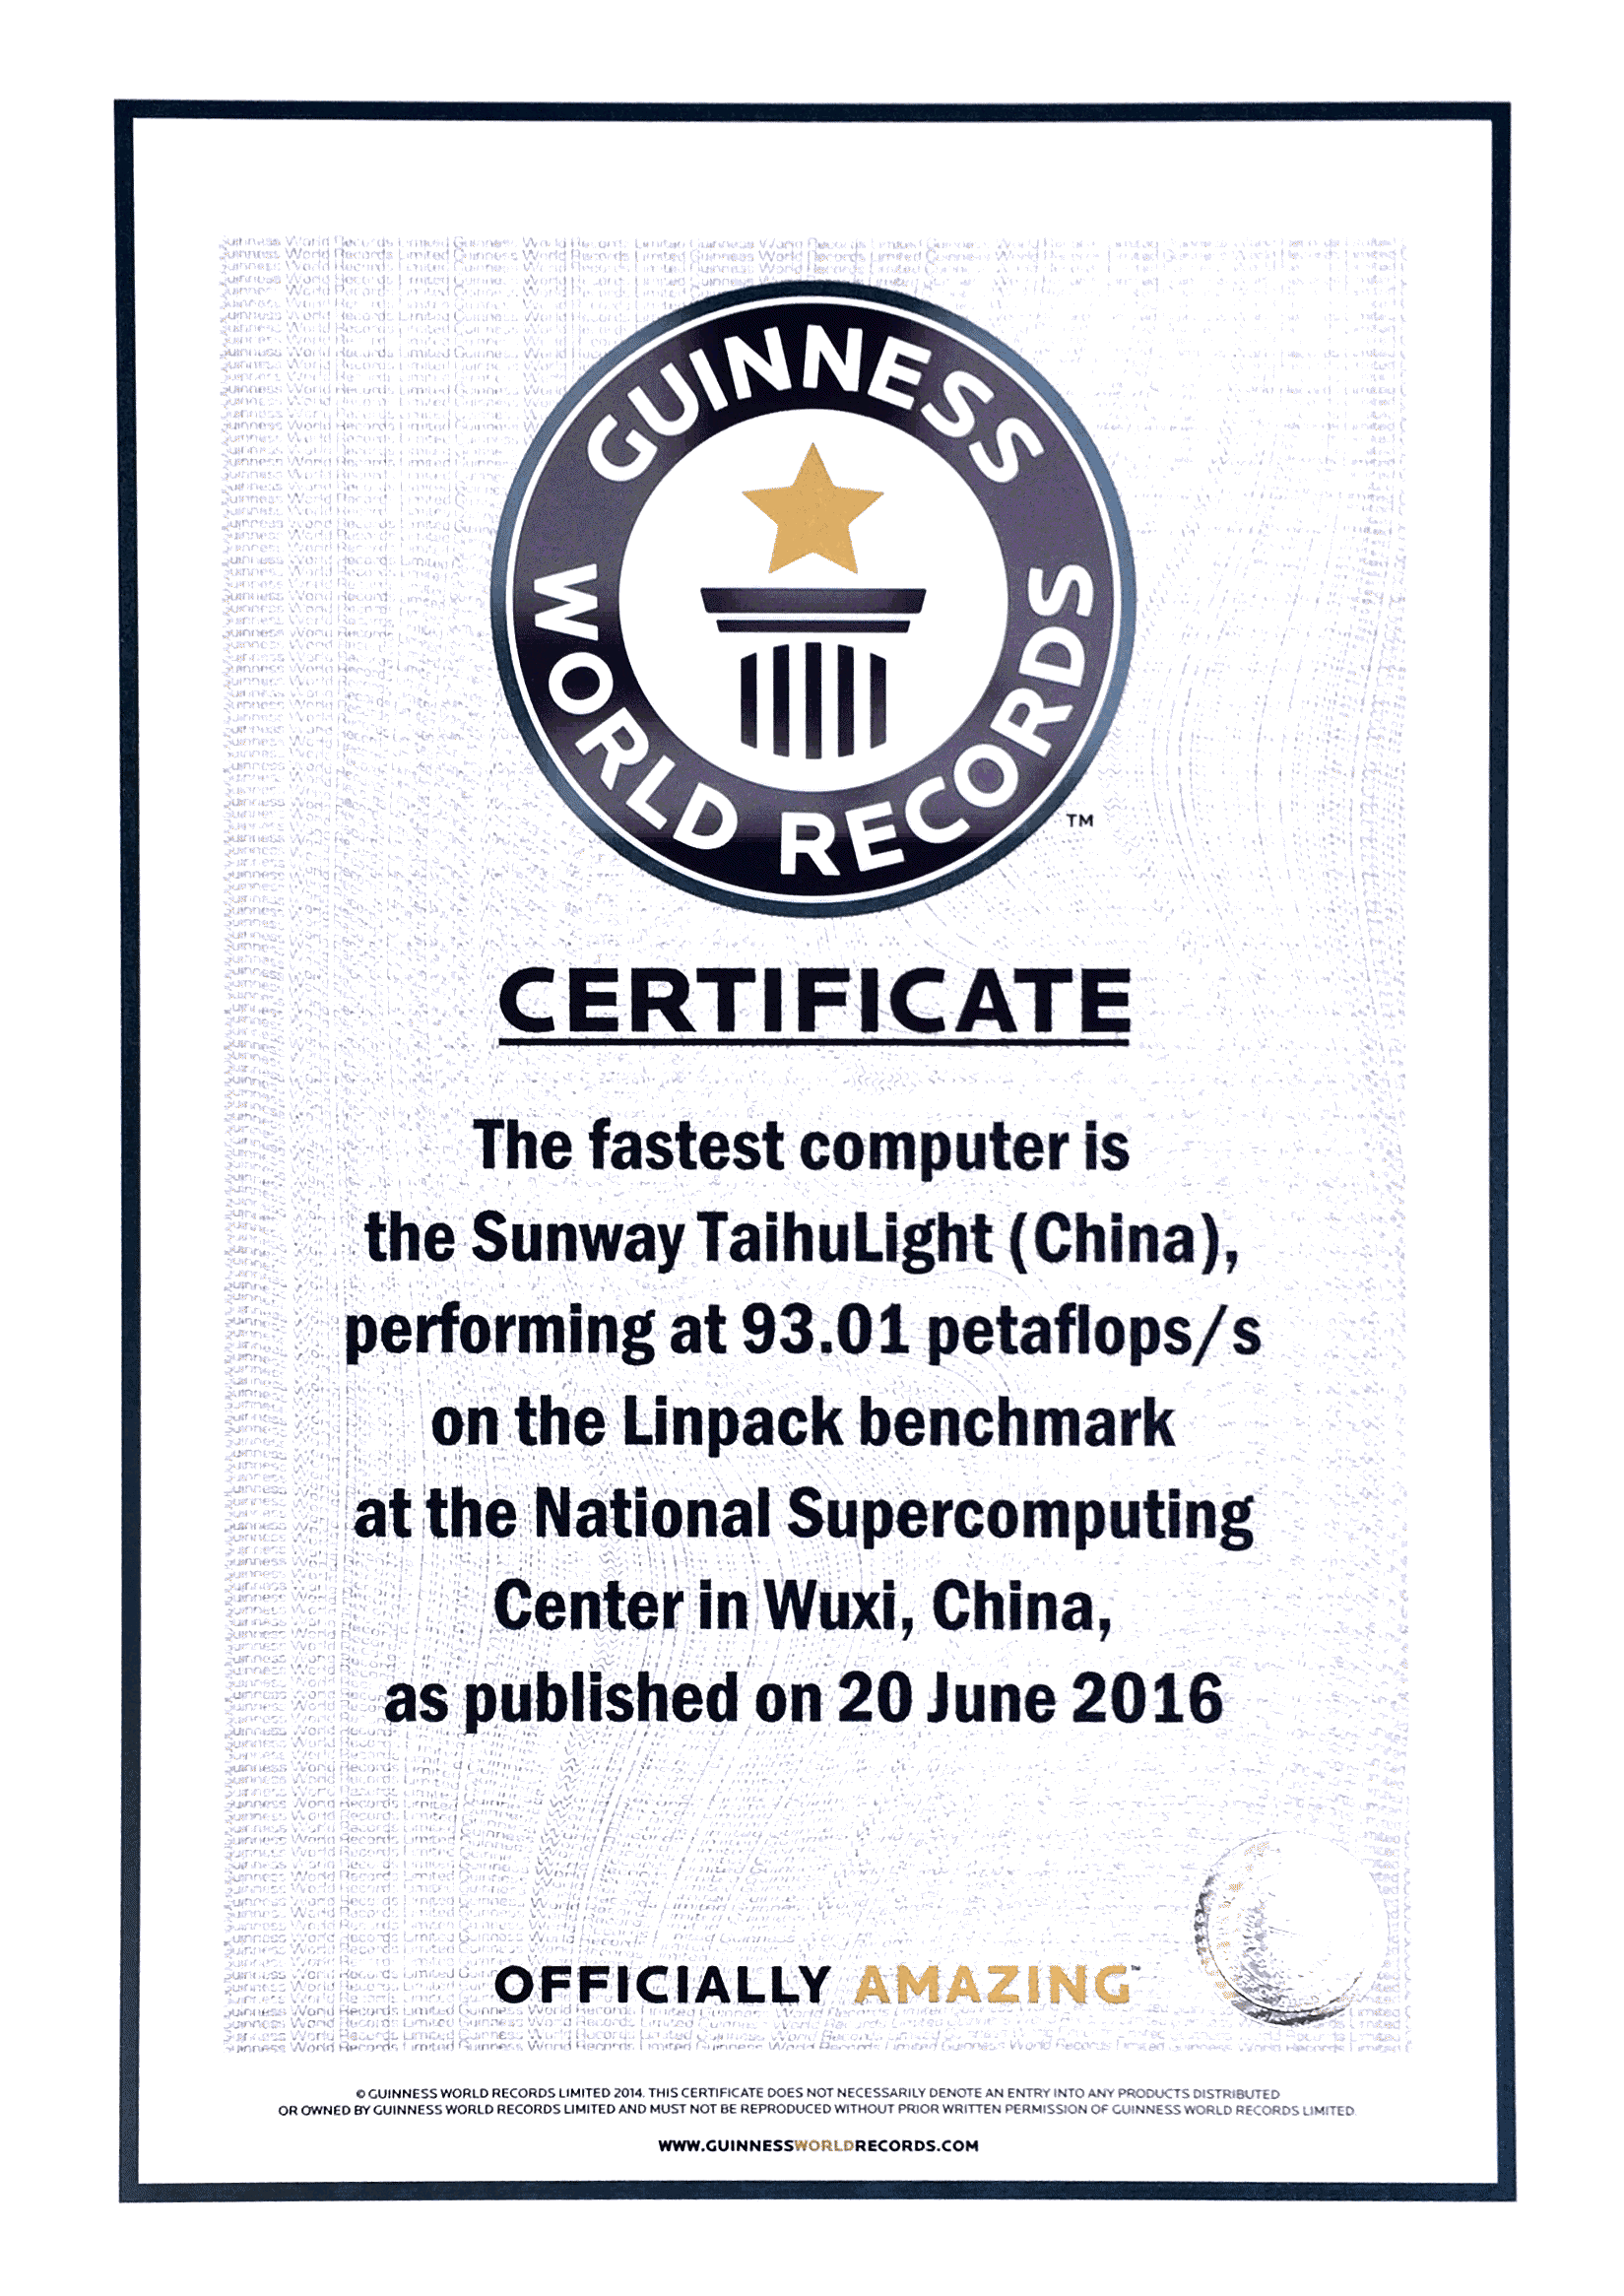 GUINNESS
WORLD RECORDS
TM
CERTIFICATE
The fastest computer is
the Sunway TaihuLight (China),
performing at 93.01 petaflops/s
on the Linpack benchmark
at the National Supercomputing
Center in Wuxi, China,
as published on 20 June 2016
OFFICIALLY AMAZING™
© GUINNESS WORLD RECORDS LIMITED 2014. THIS CERTIFICATE DOES NOT NECESSARILY DENOTE AN ENTRY INTO ANY PRODUCTS DISTRIBUTED
OR OWNED BY GUINNESS WORLD RECORDS LIMITED AND MUST NOT BE REPRODUCED WITHOUT PRIOR WRITTEN PERMISSION OF GUINNESS WORLD RECORDS LIMITED.
WWW.GUINNESSWORLDRECORDS.COM